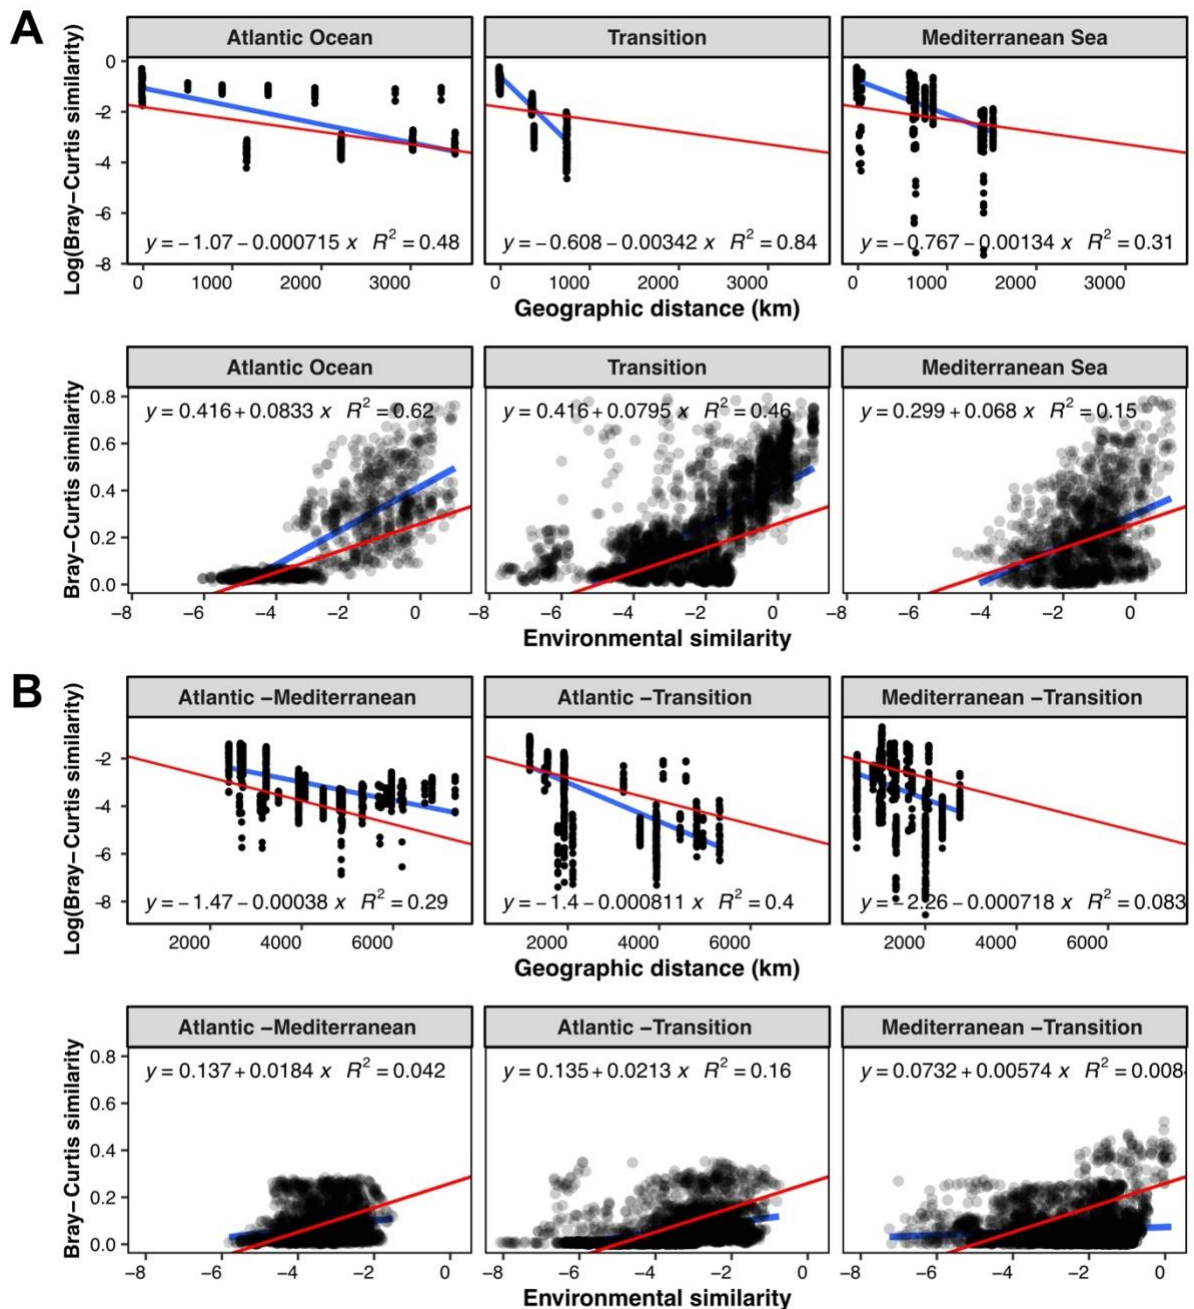 A
Atlantic Ocean Transition Mediterranean Sea
Log(Bray−Curtis similarity)
0
−2
−4
−6
−8
y = −1.07 − 0.000715 x R² = 0.48 y = −0.608 − 0.00342 x R² = 0.84 y = −0.767 − 0.00134 x R² = 0.31
0 1000 2000 3000 0 1000 2000 3000 0 1000 2000 3000
Geographic distance (km)
Atlantic Ocean Transition Mediterranean Sea
Bray−Curtis similarity
y = 0.416 + 0.0833 x R² = 0.62 y = 0.416 + 0.0795 x R² = 0.46 y = 0.299 + 0.068 x R² = 0.15
0.8
0.6
0.4
0.2
0.0
−8 −6 −4 −2 0 −8 −6 −4 −2 0 −8 −6 −4 −2 0
Environmental similarity
B
Atlantic −Mediterranean Atlantic −Transition Mediterranean −Transition
Log(Bray−Curtis similarity)
−2
−4
−6
−8
y = −1.47 − 0.00038 x R² = 0.29 y = −1.4 − 0.000811 x R² = 0.4 y = −2.26 − 0.000718 x R² = 0.083
2000 4000 6000 2000 4000 6000 2000 4000 6000
Geographic distance (km)
Atlantic −Mediterranean Atlantic −Transition Mediterranean −Transition
Bray−Curtis similarity
y = 0.137 + 0.0184 x R² = 0.042 y = 0.135 + 0.0213 x R² = 0.16 y = 0.0732 + 0.00574 x R² = 0.008
0.8
0.6
0.4
0.2
0.0
−8 −6 −4 −2 0 −8 −6 −4 −2 0 −8 −6 −4 −2 0
Environmental similarity